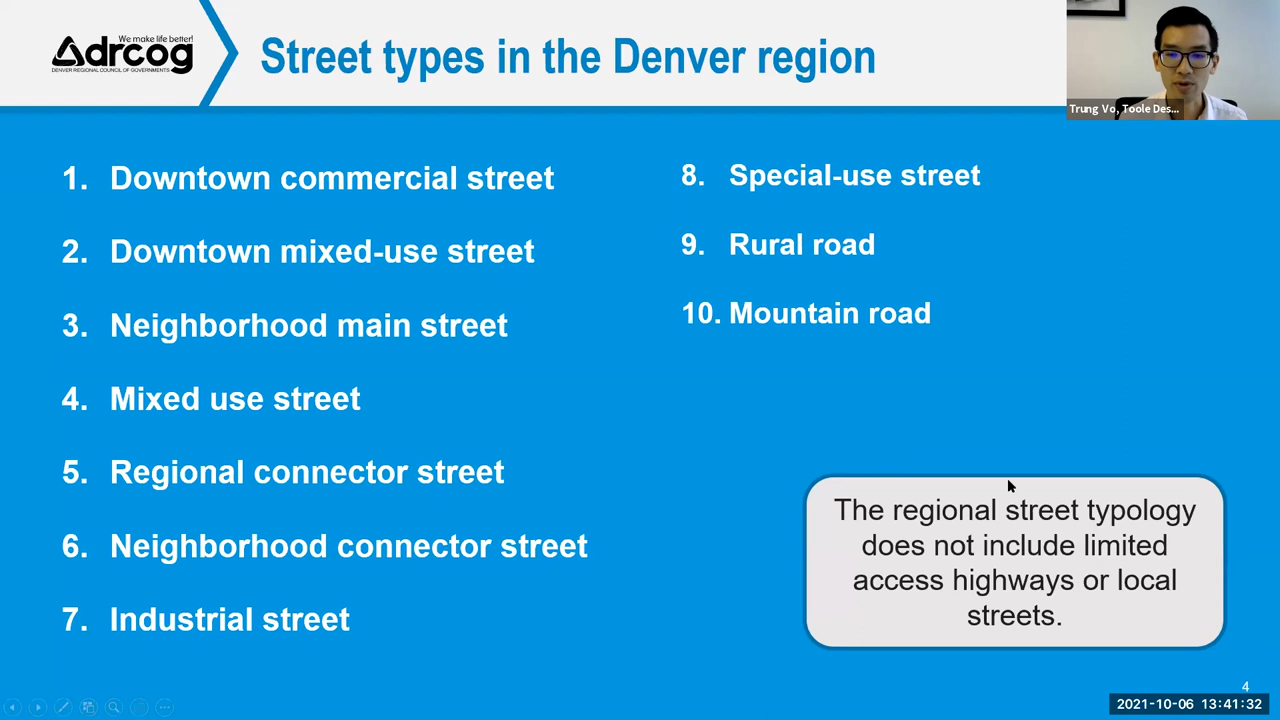 We make life better!
drcog
DENVER REGIONAL COUNCIL OF GOVERNMENTS
Street types in the Denver region
Trung Vo, Toole Des...
1. Downtown commercial street
2. Downtown mixed-use street
3. Neighborhood main street
4. Mixed use street
5. Regional connector street
6. Neighborhood connector street
7. Industrial street
8. Special-use street
9. Rural road
10. Mountain road
The regional street typology
does not include limited
access highways or local
streets.
4
2021-10-06 13:41:32